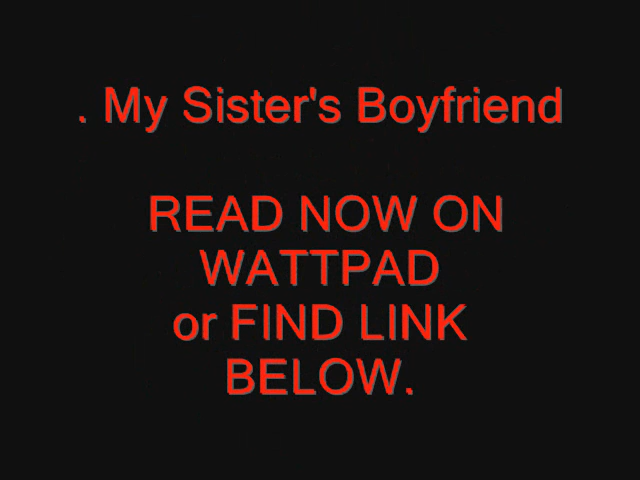 . My Sister's Boyfriend
READ NOW ON
WATTPAD
or FIND LINK
BELOW.